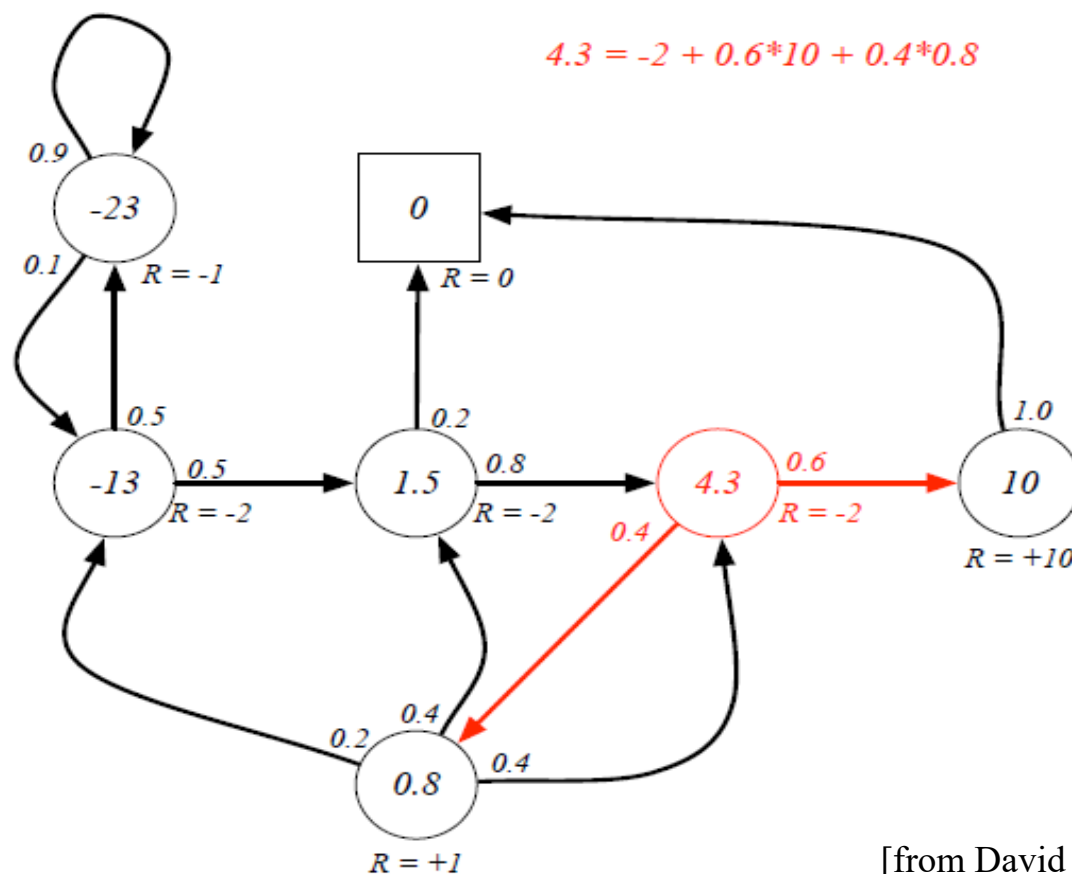 4.3 = -2 + 0.6*10 + 0.4*0.8
0.9
-23
0
0.1
R = -1
R = 0
0.5
0.2
1.0
-13
0.5
1.5
0.8
4.3
0.6
10
R = -2
R = -2
0.4
R = -2
R = +10
0.4
0.2
0.8
0.4
R = +1
[from David